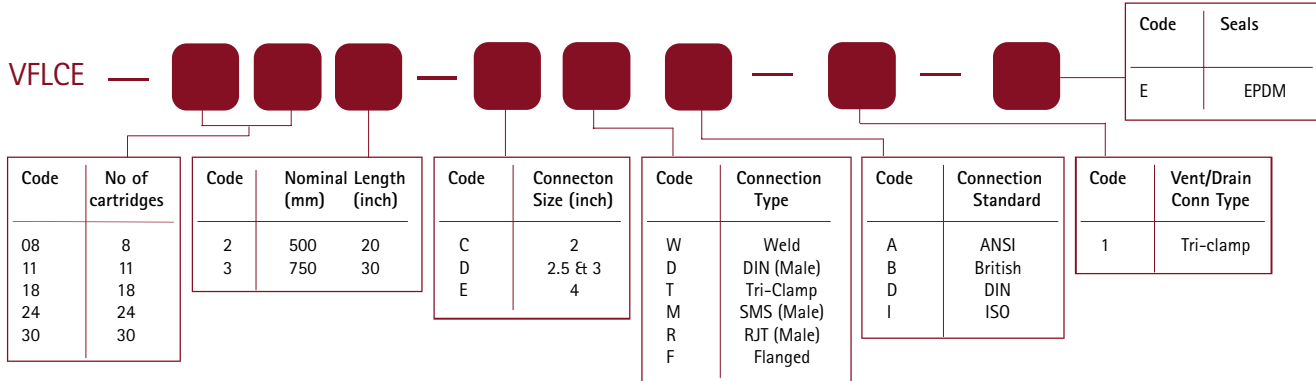 VFLCE — — — —
Code Seals
E EPDM
Code No of
cartridges
08 8
11 11
18 18
24 24
30 30
Code Nominal Length
(mm) (inch)
2 500 20
3 750 30
Code Connecton
Size (inch)
C 2
D 2.5 & 3
E 4
Code Connection
Type
W Weld
D DIN (Male)
T Tri-Clamp
M SMS (Male)
R RJT (Male)
F Flanged
Code Connection
Standard
A ANSI
B British
D DIN
I ISO
Code Vent/Drain
Conn Type
1 Tri-clamp